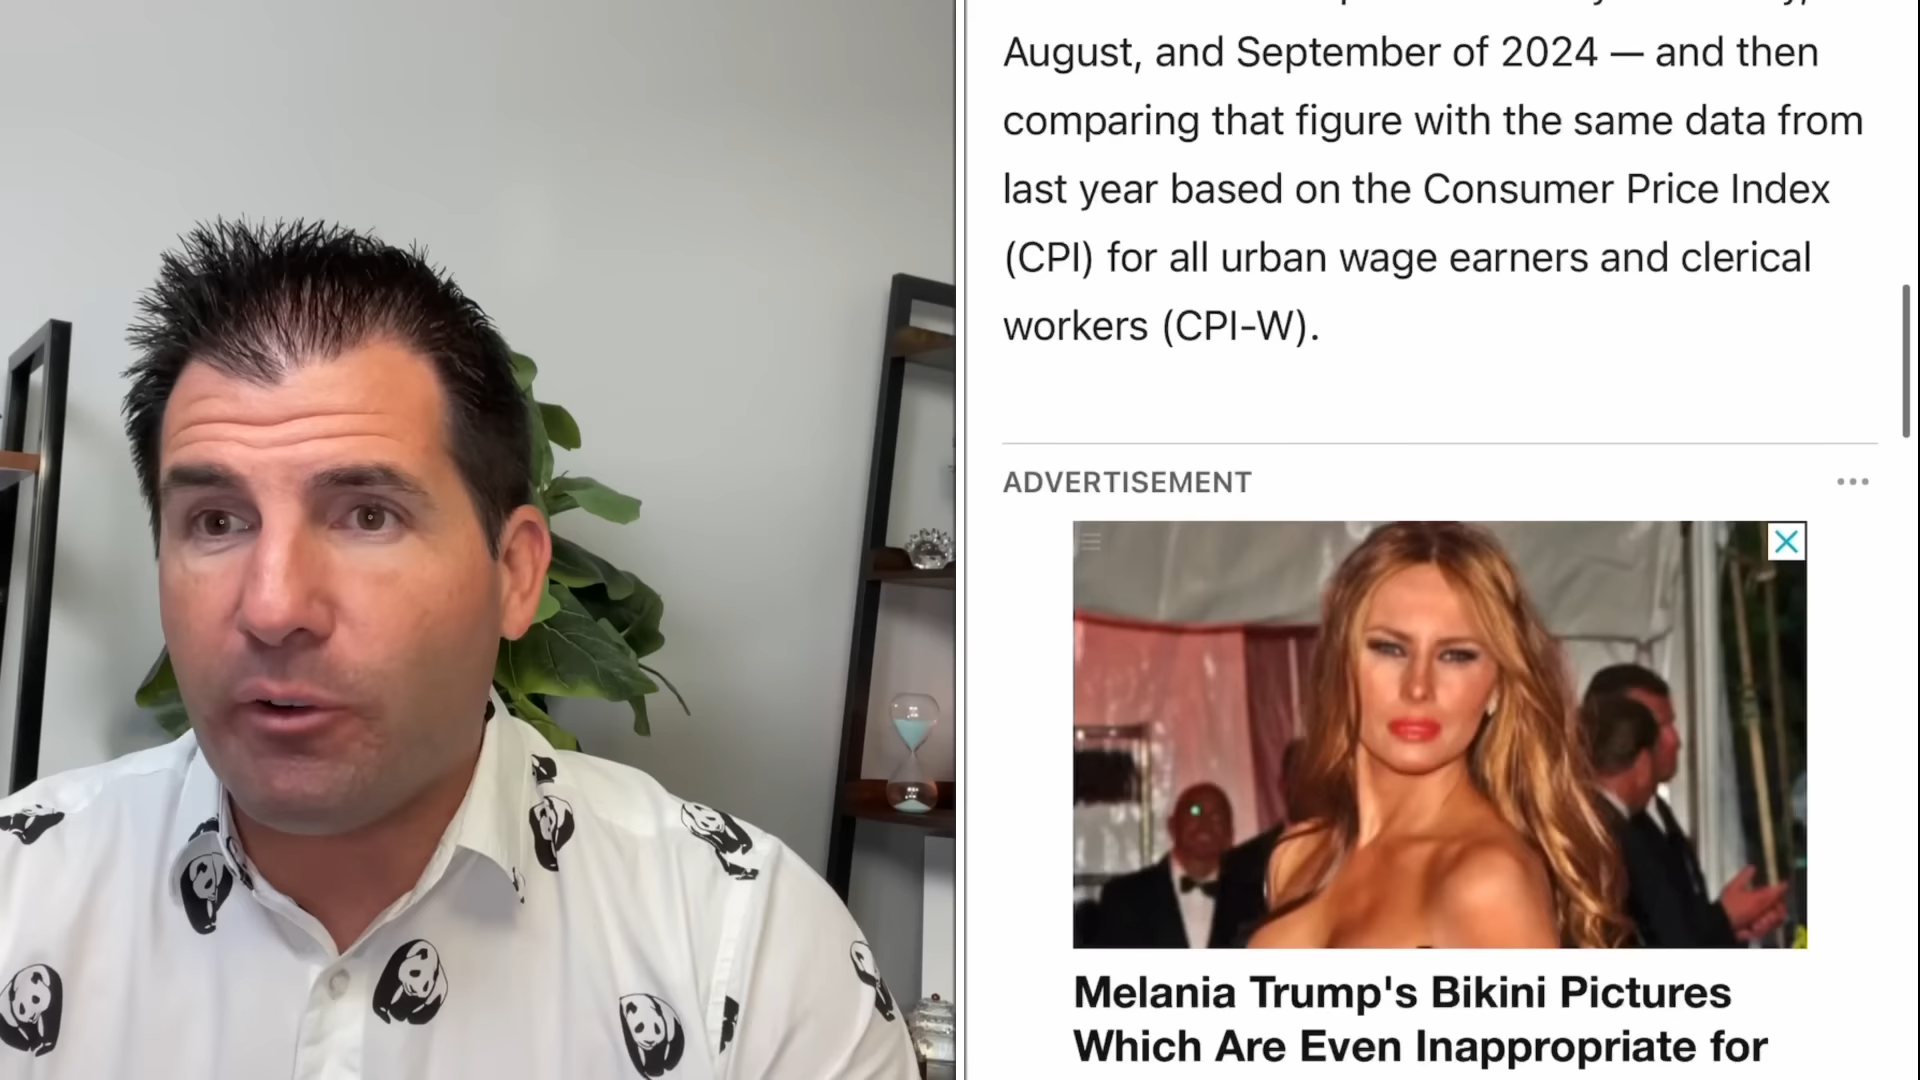 August, and September of 2024 — and then
comparing that figure with the same data from
last year based on the Consumer Price Index
(CPI) for all urban wage earners and clerical
workers (CPI-W).
ADVERTISEMENT
Melania Trump's Bikini Pictures
Which Are Even Inappropriate for